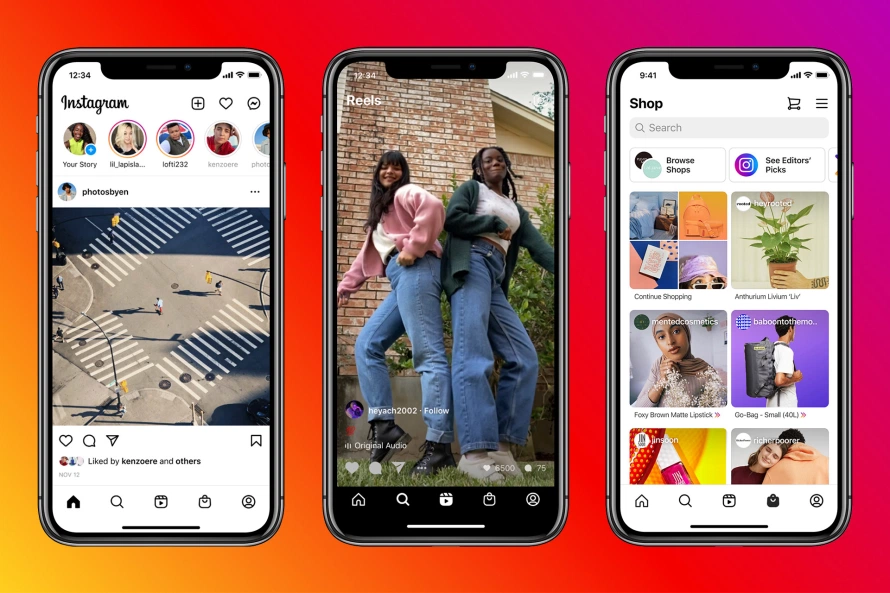 12:34
Instagram
Your Story
lil_lapisla...
lofti232
kenzoere
photo
photosbyen
Liked by kenzoere and others
NOV 12
12:34
Reels
heyach2002 · Follow
Original Audio
6500
75
9:41
Shop
Search
Browse
Shops
See Editors'
Picks
heyrooted
Continue Shopping
Anthurium Livium 'Liv'
mentedcosmetics
baboontothemo..
Foxy Brown Matte Lipstick
Go-Bag - Small (40L)
jinsoon
richerpoorer